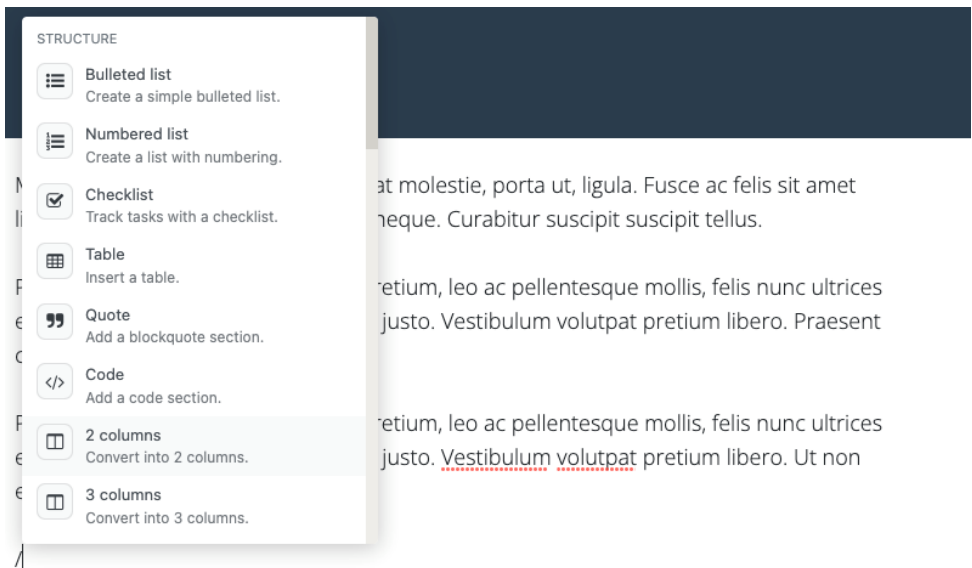 STRUCTURE
Bulleted list
Create a simple bulleted list.
Numbered list
Create a list with numbering.
Checklist
Track tasks with a checklist.
Table
Insert a table.
Quote
Add a blockquote section.
Code
Add a code section.
2 columns
Convert into 2 columns.
3 columns
Convert into 3 columns.
at molestie, porta ut, ligula. Fusce ac felis sit amet
neque. Curabitur suscipit suscipit tellus.
retium, leo ac pellentesque mollis, felis nunc ultrices
justo. Vestibulum volutpat pretium libero. Praesent
retium, leo ac pellentesque mollis, felis nunc ultrices
justo. Vestibulum volutpat pretium libero. Ut non
/